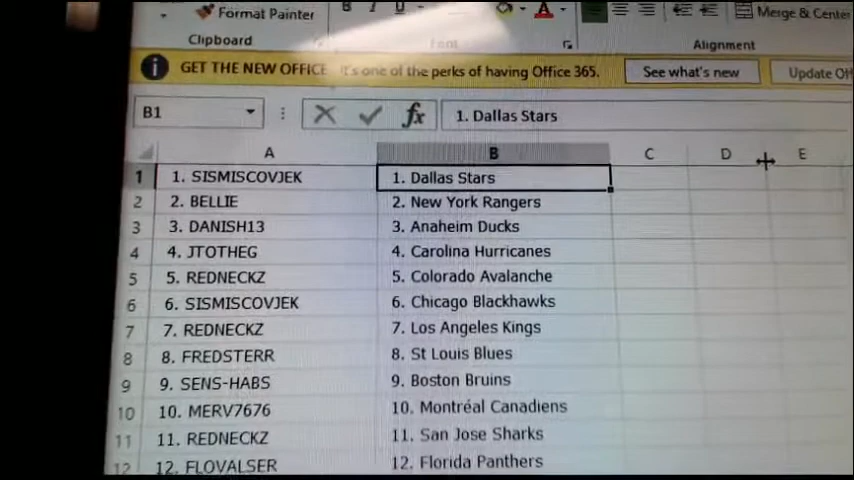 Format Painter
B I U
A
Merge & Center
Clipboard
Font
Alignment
i GET THE NEW OFFICE It's one of the perks of having Office 365. See what's new Update Off
B1 fx 1. Dallas Stars
A B C D E
1 1. SISMISCOVJEK 1. Dallas Stars
2 2. BELLIE 2. New York Rangers
3 3. DANISH13 3. Anaheim Ducks
4 4. JTOTHEG 4. Carolina Hurricanes
5 5. REDNECKZ 5. Colorado Avalanche
6 6. SISMISCOVJEK 6. Chicago Blackhawks
7 7. REDNECKZ 7. Los Angeles Kings
8 8. FREDSTERR 8. St Louis Blues
9 9. SENS-HABS 9. Boston Bruins
10 10. MERV7676 10. Montréal Canadiens
11 11. REDNECKZ 11. San Jose Sharks
12 12. FLOVALSER 12. Florida Panthers